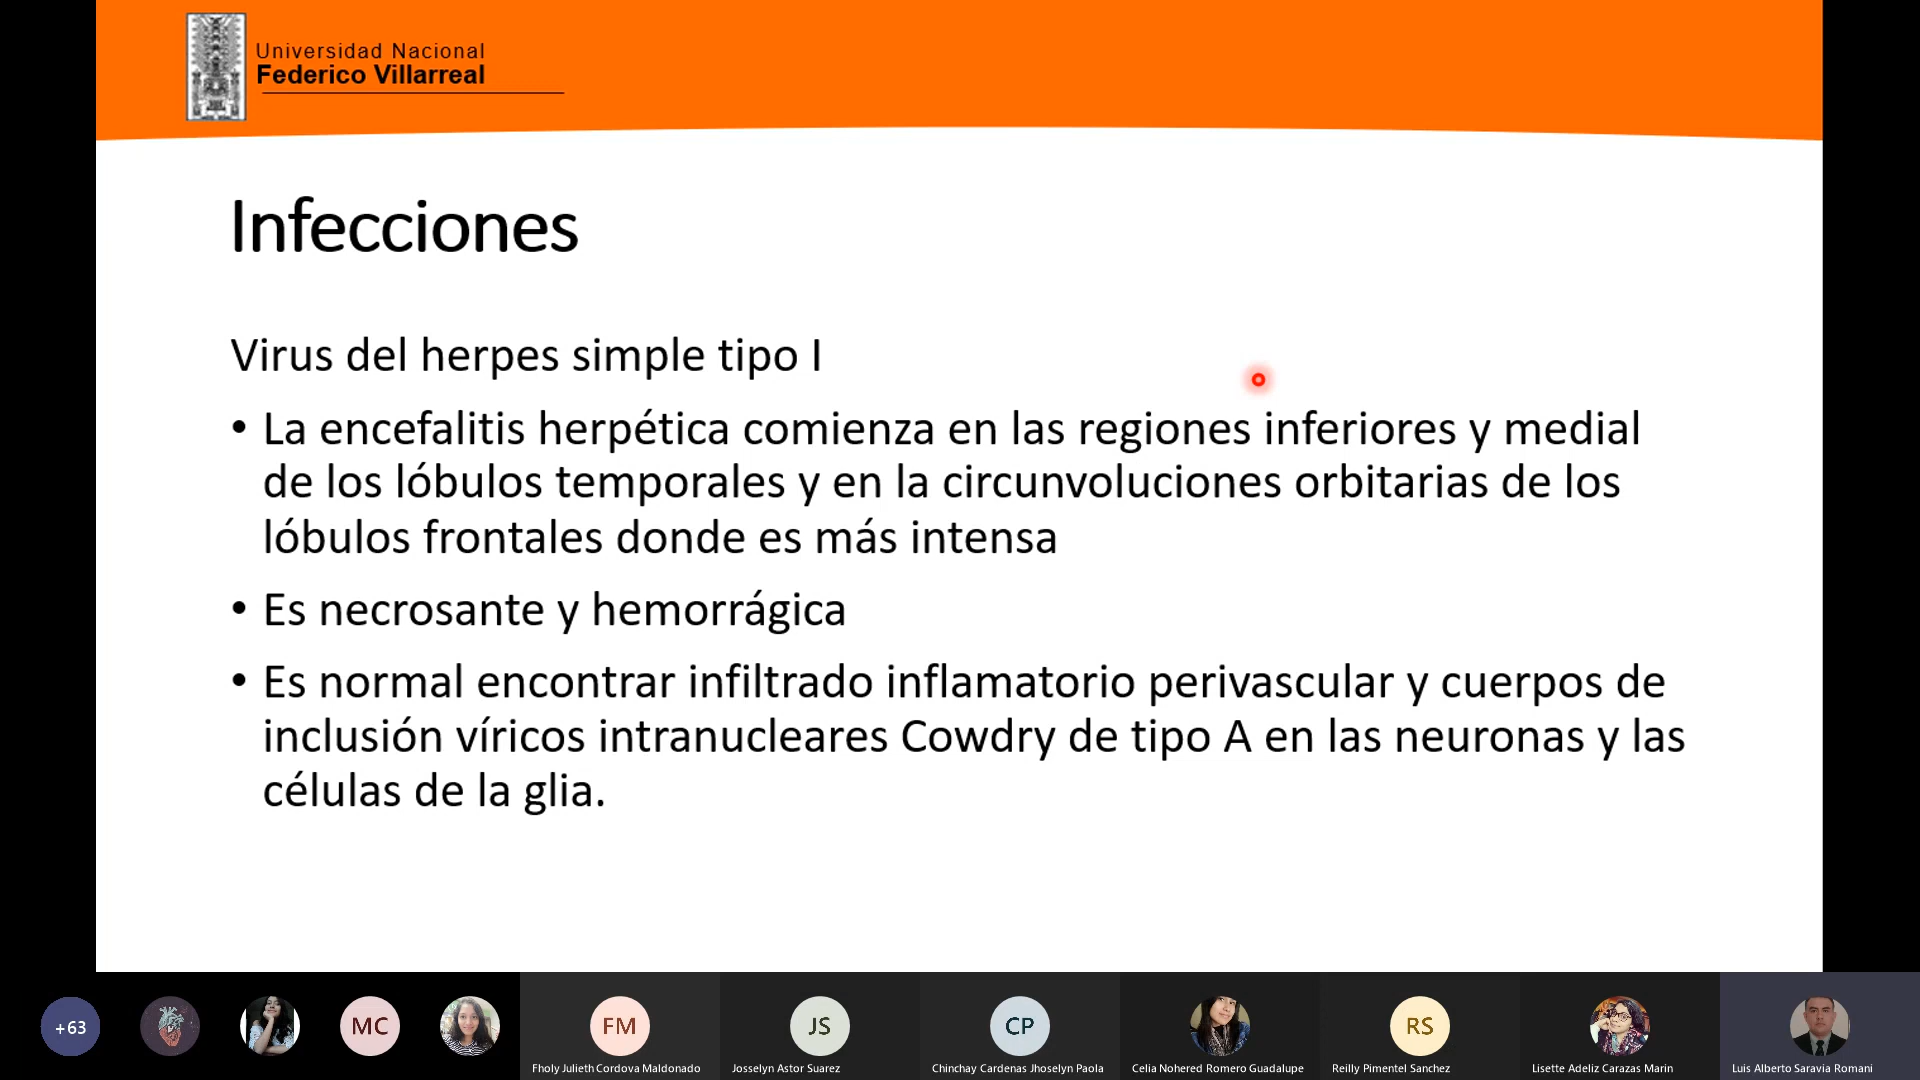 Universidad Nacional
Federico Villarreal
Infecciones
Virus del herpes simple tipo I
• La encefalitis herpética comienza en las regiones inferiores y medial
de los lóbulos temporales y en la circunvoluciones orbitarias de los
lóbulos frontales donde es más intensa
• Es necrosante y hemorrágica
• Es normal encontrar infiltrado inflamatorio perivascular y cuerpos de
inclusión víricos intranucleares Cowdry de tipo A en las neuronas y las
células de la glia.
+63
MC
FM
JS
CP
RS
Fholy Julieth Cordova Maldonado
Josselyn Astor Suarez
Chinchay Cardenas Jhoselyn Paola
Celia Nohered Romero Guadalupe
Reilly Pimentel Sanchez
Lisette Adeliz Carazas Marin
Luis Alberto Saravia Romani